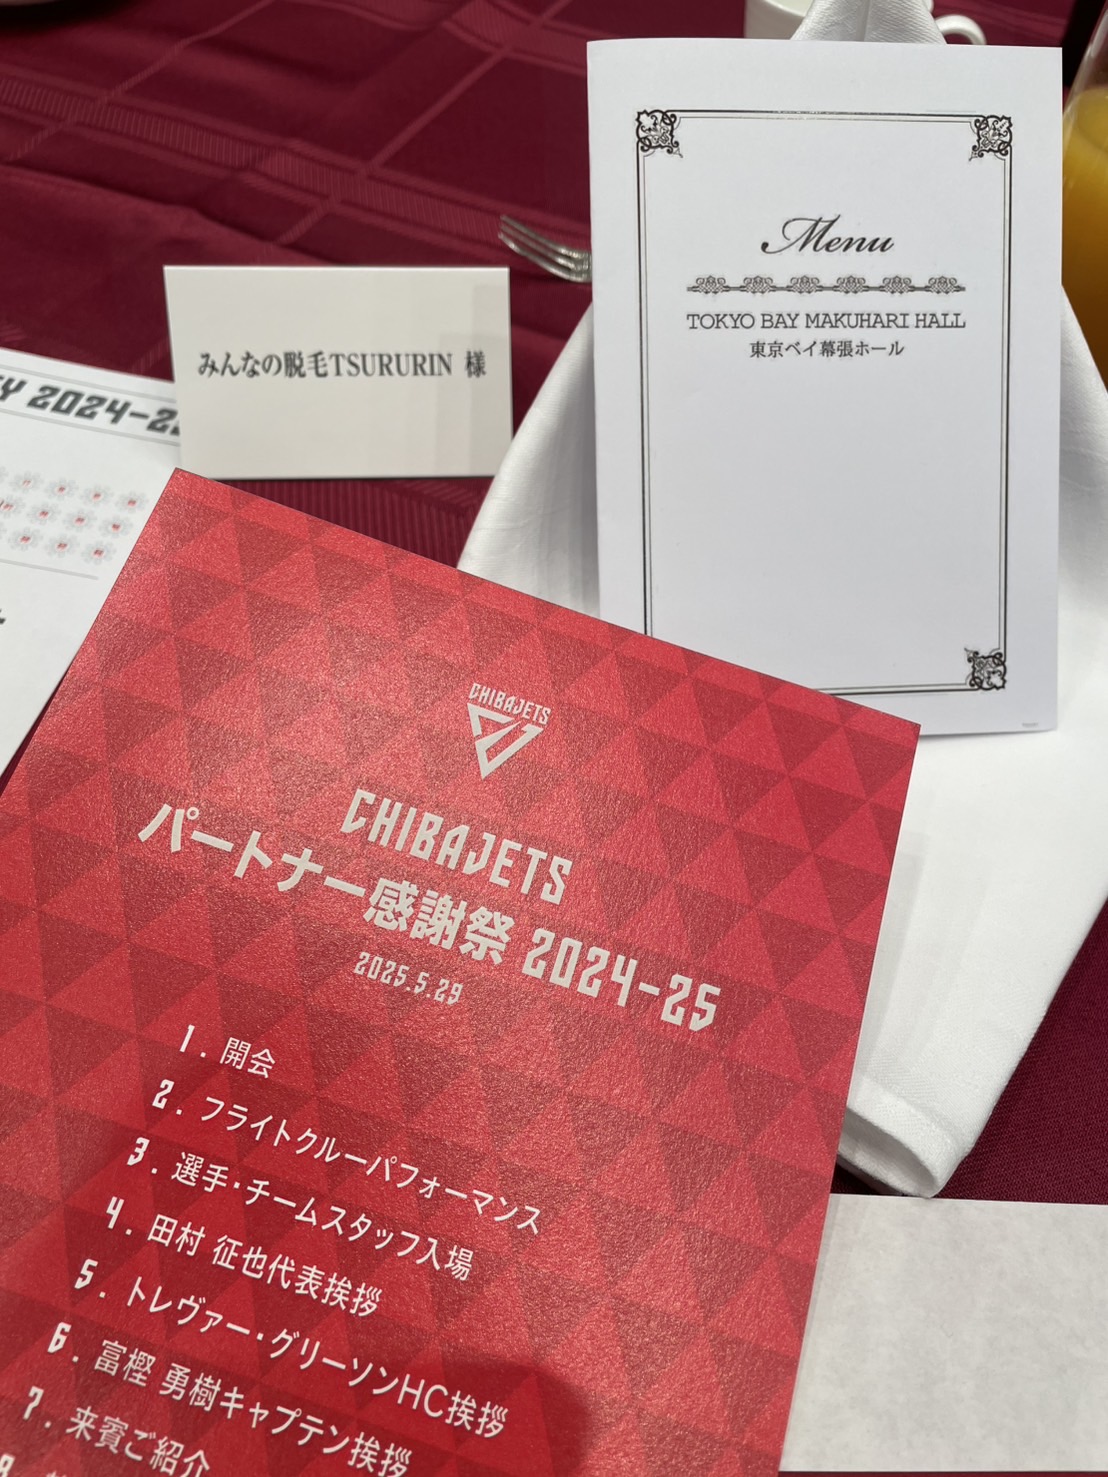 Menu
TOKYO BAY MAKUHARI HALL
東京ベイ幕張ホール
みんなの脱毛TSURURIN 様
2024-2
CHIBAJETS
CHIBAJETS
パートナー感謝祭 2024-25
2025.5.29
1. 開会
2. フライトクルーパフォーマンス
3. 選手・チームスタッフ入場
4. 田村 征也代表挨拶
5. トレヴァー・グリーソンHC挨拶
6. 富樫 勇樹キャプテン挨拶
7. 来賓ご紹介